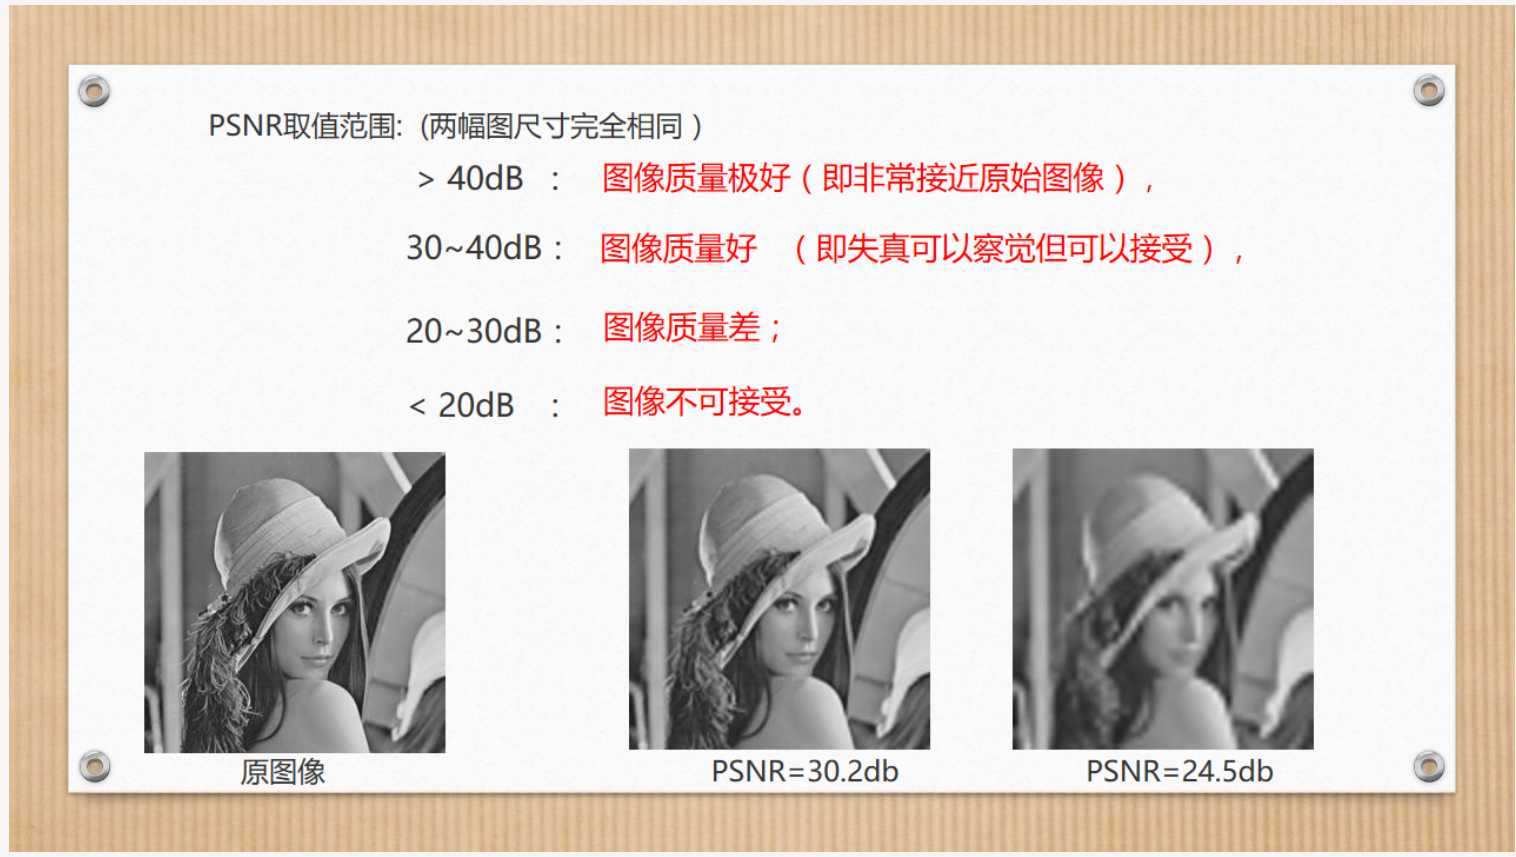 PSNR取值范围:（两幅图尺寸完全相同）
> 40dB ： 图像质量极好（即非常接近原始图像），
30~40dB： 图像质量好 （即失真可以察觉但可以接受），
20~30dB： 图像质量差；
< 20dB ： 图像不可接受。
原图像 PSNR=30.2db PSNR=24.5db